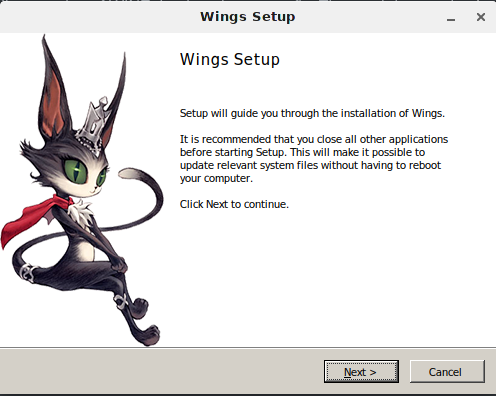 Wings Setup
Wings Setup
Setup will guide you through the installation of Wings.
It is recommended that you close all other applications
before starting Setup. This will make it possible to
update relevant system files without having to reboot
your computer.
Click Next to continue.
Next >
Cancel